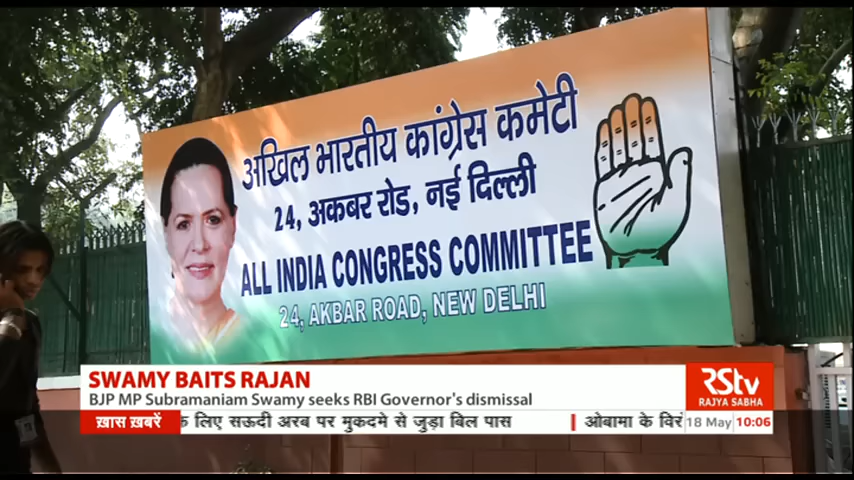 अखिल भारतीय कांग्रेस कमेटी
24, अकबर रोड, नई दिल्ली
ALL INDIA CONGRESS COMMITTEE
24, AKBAR ROAD, NEW DELHI
SWAMY BAITS RAJAN
BJP MP Subramaniam Swamy seeks RBI Governor's dismissal
RStv
RAJYA SABHA
ख़ास ख़बरें के लिए सऊदी अरब पर मुकदमे से जुड़ा बिल पास | ओबामा के 18 May 10:06